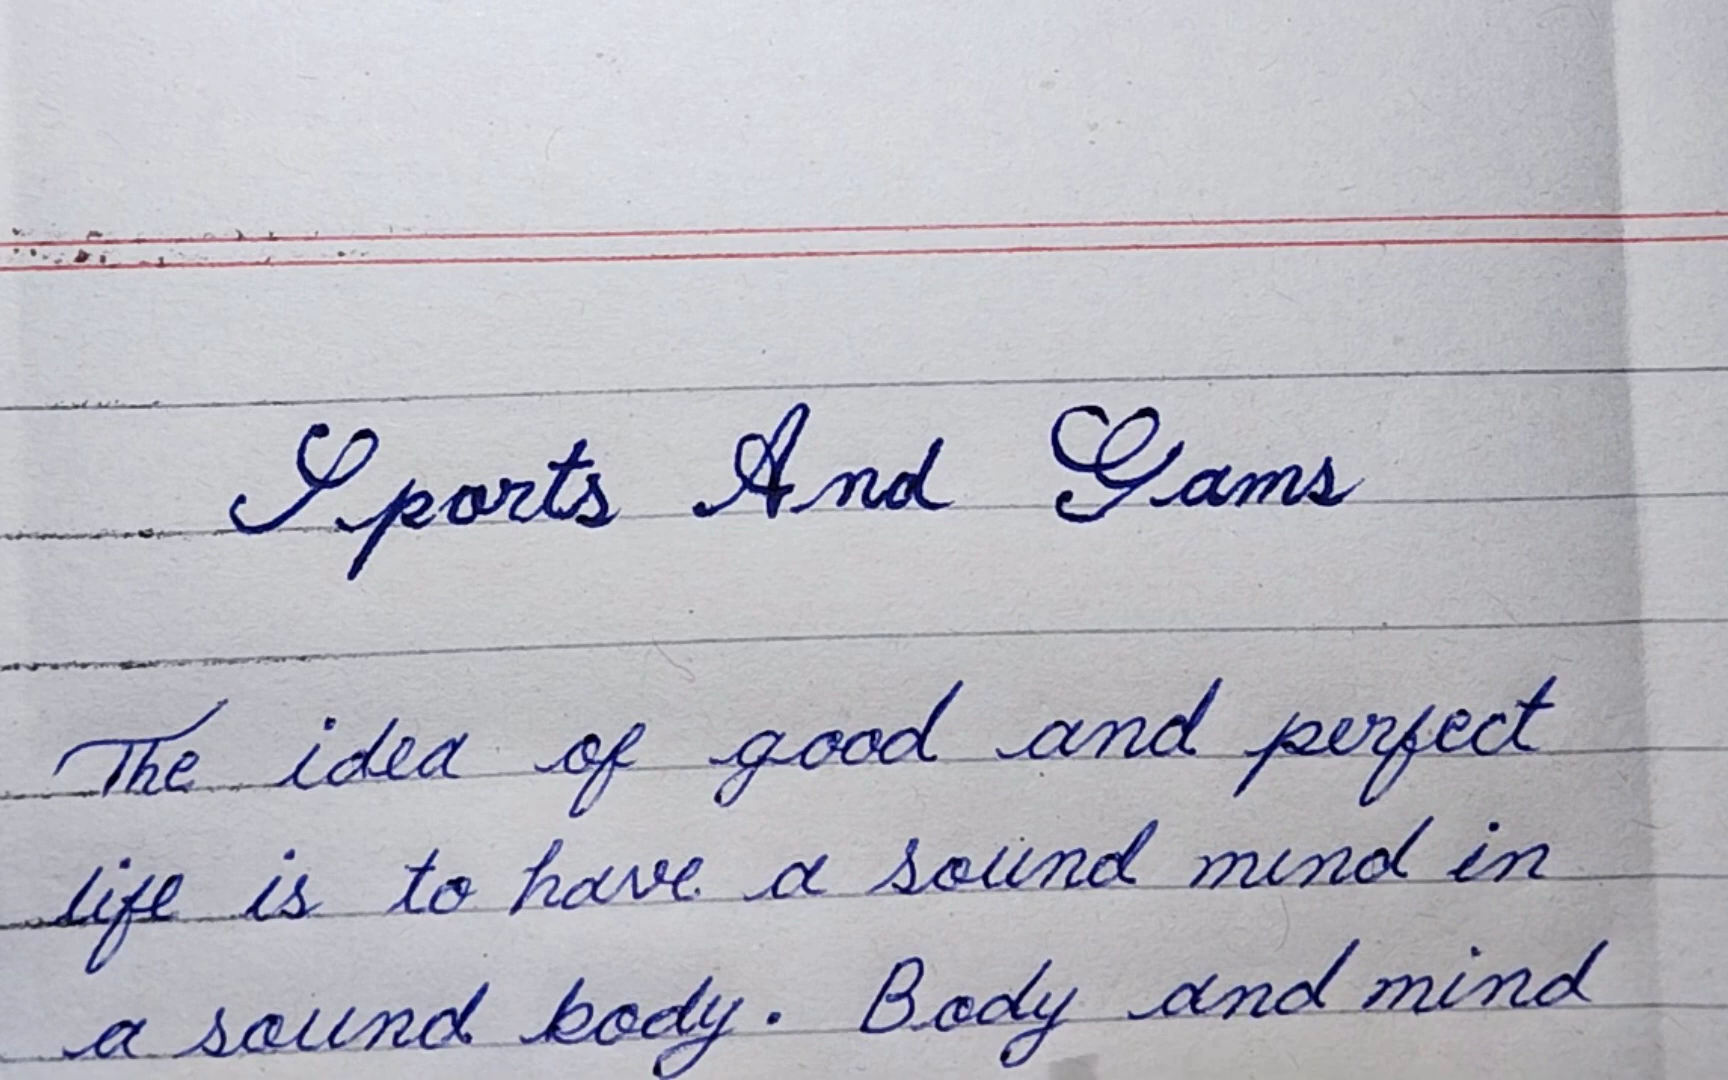 Sports And Gams
The idea of good and perfect
life is to have a sound mind in
a sound body. Body and mind